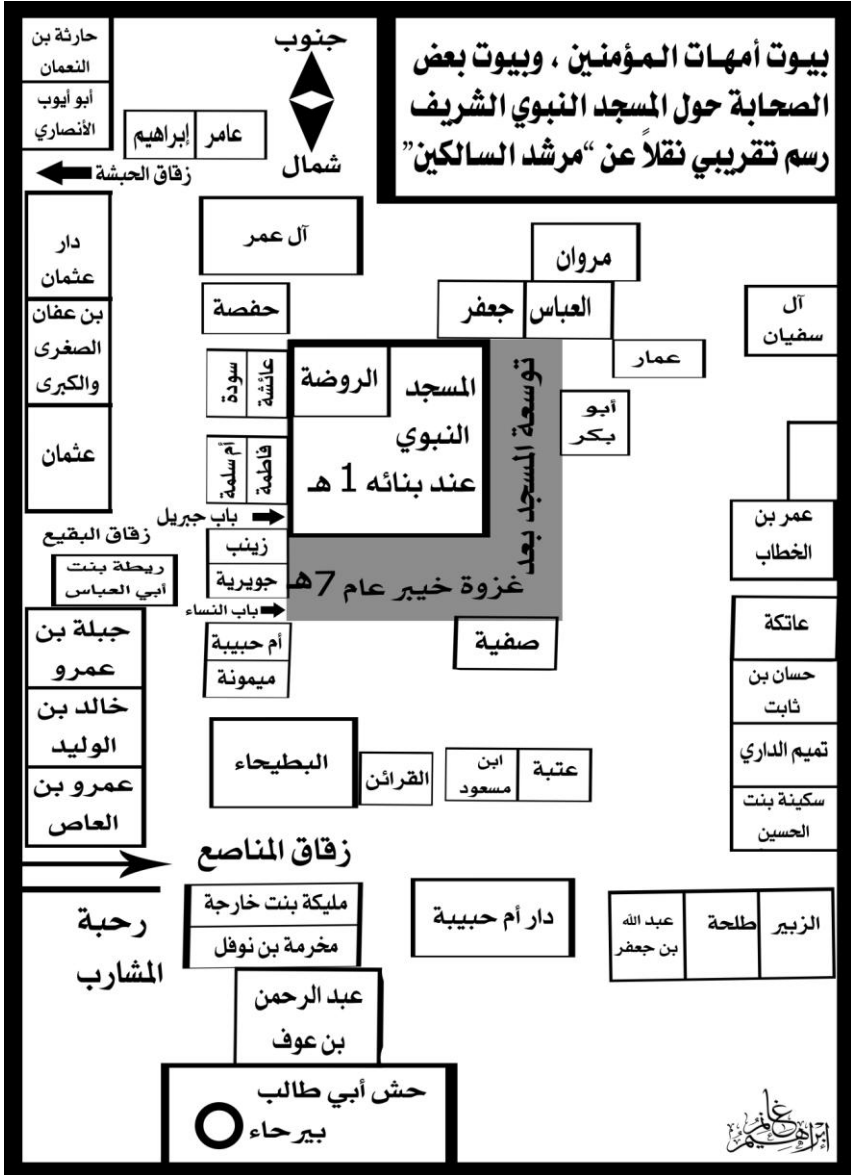 بيوت أمهات المؤمنين ، وبيوت بعض
الصحابة حول المسجد النبوي الشريف
رسم تقريبي نقلاً عن “مرشد السالكين”
جنوب
شمال
حارثة بن
النعمان
أبو أيوب
الأنصاري
عامر
إبراهيم
زقاق الحبشة
آل عمر
مروان
العباس
جعفر
آل
سفيان
عمار
أبو
بكر
دار
عثمان
بن عفان
الصغرى
والكبرى
عثمان
حفصة
عائشة
سودة
فاطمة
أم سلمة
الروضة
المسجد
النبوي
عند بنائه 1 هـ
توسعة المسجد بعد
غزوة خيبر عام 7هـ
باب جبريل
زينب
جويرية
باب النساء
أم حبيبة
ميمونة
صفية
زقاق البقيع
ريطة بنت
أبي العباس
عمر بن
الخطاب
عاتكة
حسان بن
ثابت
تميم الداري
سكينة بنت
الحسين
جبلة بن
عمرو
خالد بن
الوليد
عمرو بن
العاص
البطيحاء
القرائن
عتبة
ابن
مسعود
زقاق المناصع
رحبة
المشارب
مليكة بنت خارجة
مخرمة بن نوفل
دار أم حبيبة
الزبير
طلحة
عبد الله
بن جعفر
عبد الرحمن
بن عوف
حش أبي طالب
بير حاء
إبراهيم غانم